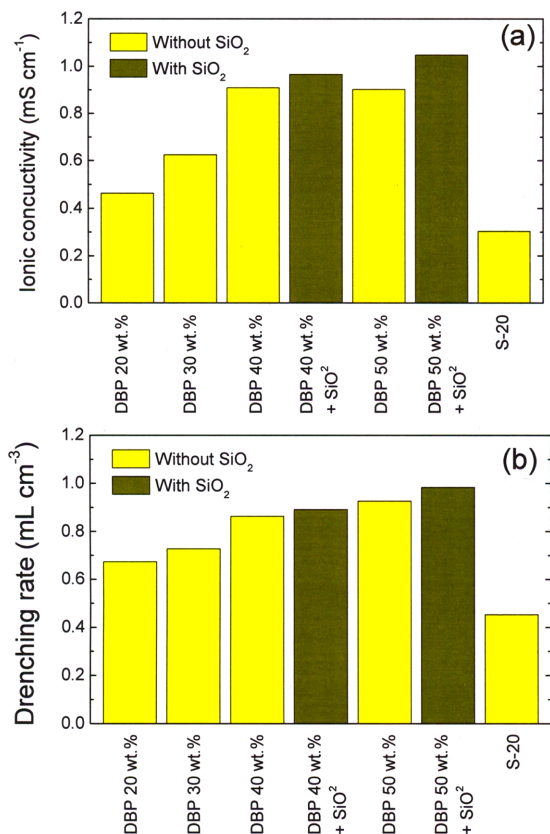 (a)
Without SiO₂
With SiO₂
Ionic concuctivity (mS cm⁻¹)
1.2
1.0
0.8
0.6
0.4
0.2
0.0
DBP 20 wt.%
DBP 30 wt.%
DBP 40 wt.%
DBP 40 wt.%
+ SiO²
DBP 50 wt.%
DBP 50 wt.%
+ SiO²
S-20
(b)
Without SiO₂
With SiO₂
Drenching rate (mL cm⁻³)
1.2
1.0
0.8
0.6
0.4
0.2
0.0
DBP 20 wt.%
DBP 30 wt.%
DBP 40 wt.%
DBP 40 wt.%
+ SiO²
DBP 50 wt.%
DBP 50 wt.%
+ SiO²
S-20